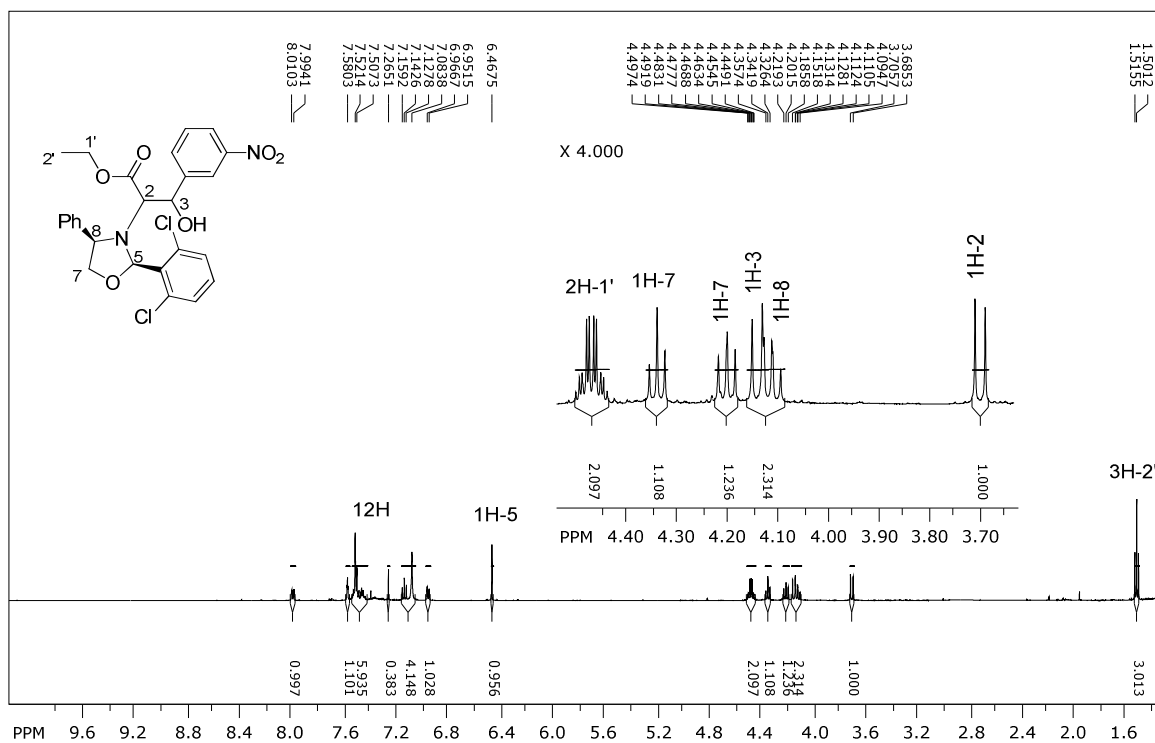 8.0103
7.9941
7.5803
7.5214
7.5073
7.2651
7.1592
7.1426
7.1278
7.0838
6.9667
6.9515
6.4675
4.4974
4.4919
4.4831
4.4777
4.4688
4.4634
4.4545
4.4491
4.3574
4.3419
4.3264
4.2193
4.2015
4.1858
4.1518
4.1314
4.1281
4.1124
4.1105
4.0947
3.7057
3.6853
1.5155
1.5012
X 4.000
2'
1'
O
O
NO2
2
3
OH
Ph
8
N
Cl
7
5
O
Cl
2H-1'
1H-7
1H-7
1H-3
1H-8
1H-2
2.097
1.108
1.236
2.314
1.000
PPM 4.40 4.30 4.20 4.10 4.00 3.90 3.80 3.70
12H
1H-5
3H-2'
0.997
1.101
5.935
0.383
4.148
1.028
0.956
2.097
1.108
1.236
2.314
1.000
3.013
PPM 9.6 9.2 8.8 8.4 8.0 7.6 7.2 6.8 6.4 6.0 5.6 5.2 4.8 4.4 4.0 3.6 3.2 2.8 2.4 2.0 1.6